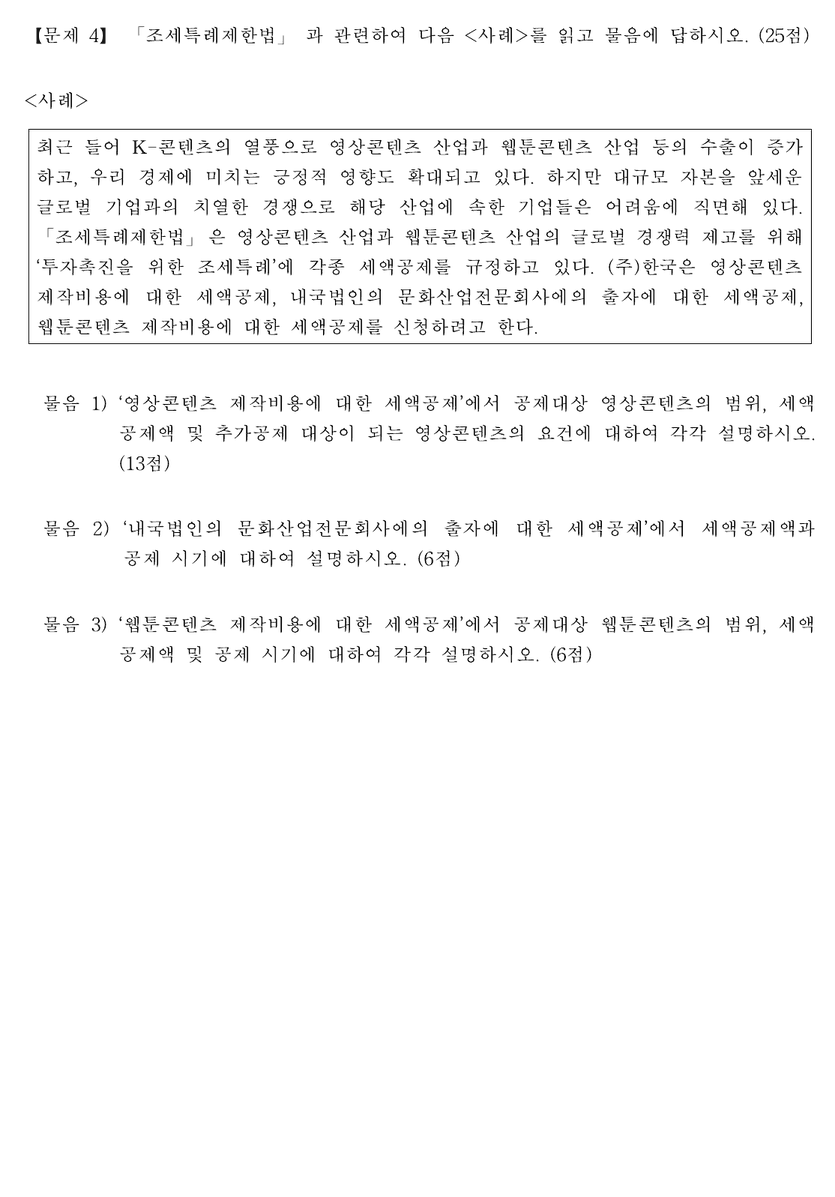 【문제 4】 「조세특례제한법」 과 관련하여 다음 <사례>를 읽고 물음에 답하시오. (25점)
<사례>
최근 들어 K-콘텐츠의 열풍으로 영상콘텐츠 산업과 웹툰콘텐츠 산업 등의 수출이 증가
하고, 우리 경제에 미치는 긍정적 영향도 확대되고 있다. 하지만 대규모 자본을 앞세운
글로벌 기업과의 치열한 경쟁으로 해당 산업에 속한 기업들은 어려움에 직면해 있다.
「조세특례제한법」 은 영상콘텐츠 산업과 웹툰콘텐츠 산업의 글로벌 경쟁력 제고를 위해
‘투자촉진을 위한 조세특례’에 각종 세액공제를 규정하고 있다. (주)한국은 영상콘텐츠
제작비용에 대한 세액공제, 내국법인의 문화산업전문회사에의 출자에 대한 세액공제,
웹툰콘텐츠 제작비용에 대한 세액공제를 신청하려고 한다.
물음 1) ‘영상콘텐츠 제작비용에 대한 세액공제’에서 공제대상 영상콘텐츠의 범위, 세액
공제액 및 추가공제 대상이 되는 영상콘텐츠의 요건에 대하여 각각 설명하시오.
(13점)
물음 2) ‘내국법인의 문화산업전문회사에의 출자에 대한 세액공제’에서 세액공제액과
공제 시기에 대하여 설명하시오. (6점)
물음 3) ‘웹툰콘텐츠 제작비용에 대한 세액공제’에서 공제대상 웹툰콘텐츠의 범위, 세액
공제액 및 공제 시기에 대하여 각각 설명하시오. (6점)